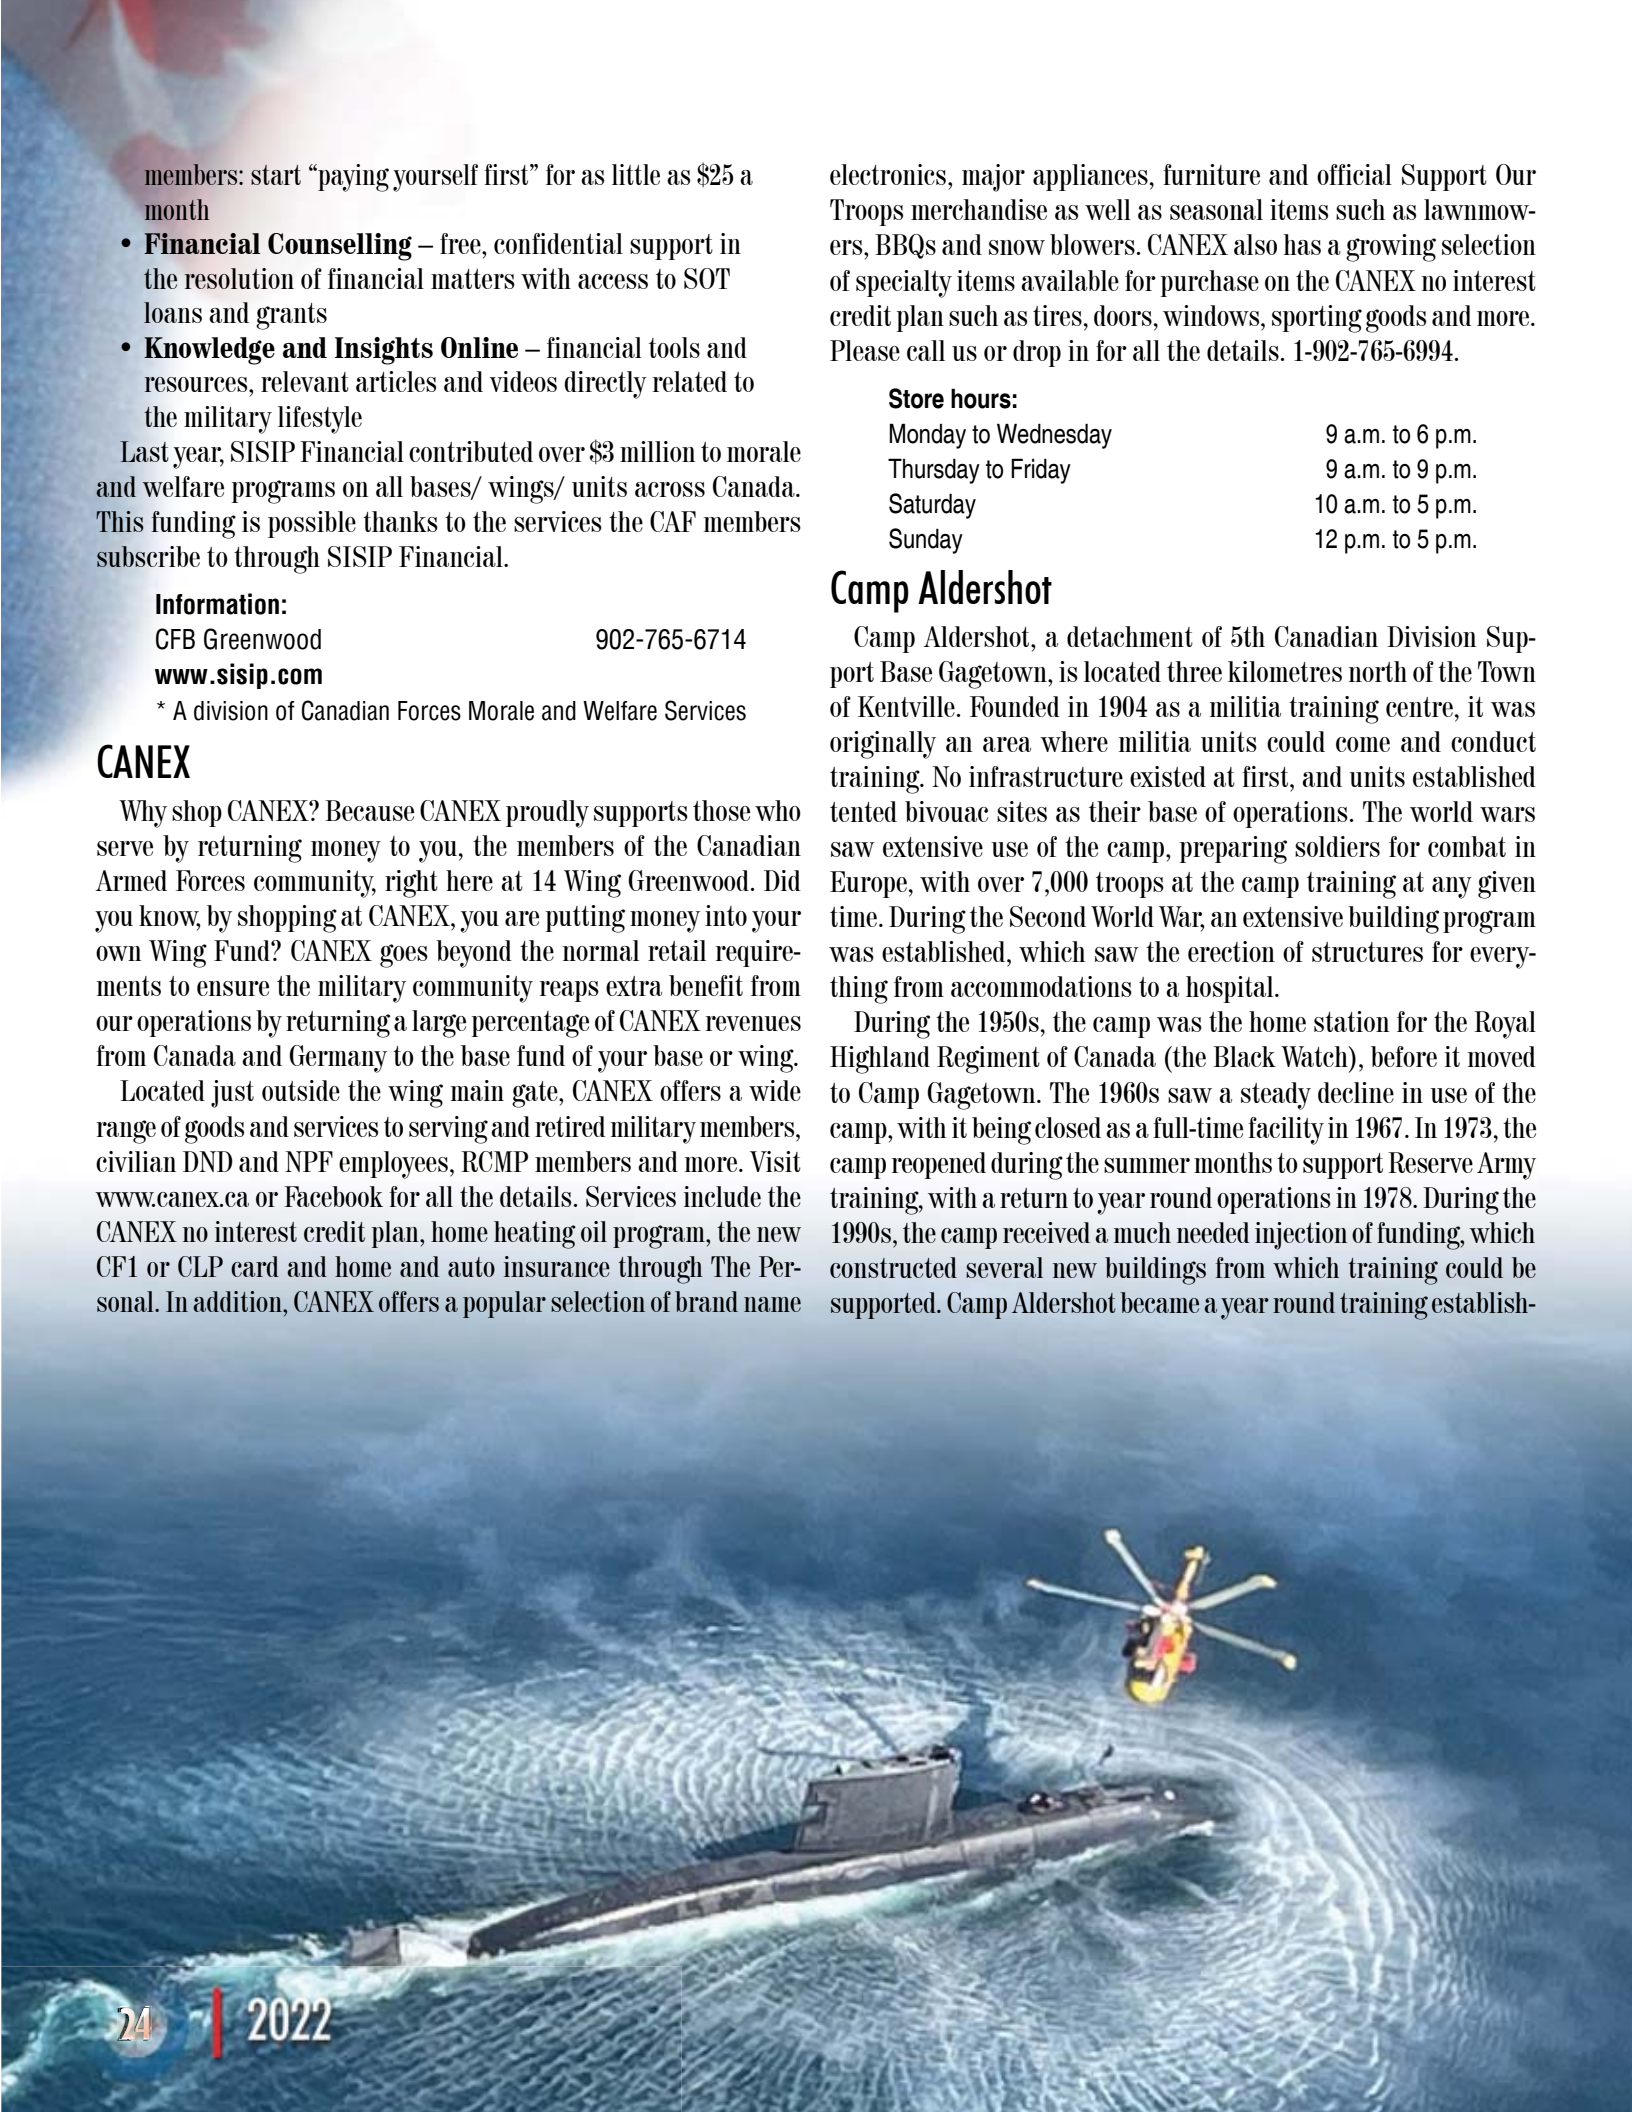 members: start “paying yourself first” for as little as $25 a
month
• Financial Counselling – free, confidential support in
the resolution of financial matters with access to SOT
loans and grants
• Knowledge and Insights Online – financial tools and
resources, relevant articles and videos directly related to
the military lifestyle
Last year, SISIP Financial contributed over $3 million to morale
and welfare programs on all bases/ wings/ units across Canada.
This funding is possible thanks to the services the CAF members
subscribe to through SISIP Financial.
Information:
CFB Greenwood 902-765-6714
www.sisip.com
* A division of Canadian Forces Morale and Welfare Services
CANEX
Why shop CANEX? Because CANEX proudly supports those who
serve by returning money to you, the members of the Canadian
Armed Forces community, right here at 14 Wing Greenwood. Did
you know, by shopping at CANEX, you are putting money into your
own Wing Fund? CANEX goes beyond the normal retail require-
ments to ensure the military community reaps extra benefit from
our operations by returning a large percentage of CANEX revenues
from Canada and Germany to the base fund of your base or wing.
Located just outside the wing main gate, CANEX offers a wide
range of goods and services to serving and retired military members,
civilian DND and NPF employees, RCMP members and more. Visit
www.canex.ca or Facebook for all the details. Services include the
CANEX no interest credit plan, home heating oil program, the new
CF1 or CLP card and home and auto insurance through The Per-
sonal. In addition, CANEX offers a popular selection of brand name
electronics, major appliances, furniture and official Support Our
Troops merchandise as well as seasonal items such as lawnmow-
ers, BBQs and snow blowers. CANEX also has a growing selection
of specialty items available for purchase on the CANEX no interest
credit plan such as tires, doors, windows, sporting goods and more.
Please call us or drop in for all the details. 1-902-765-6994.
Store hours:
Monday to Wednesday 9 a.m. to 6 p.m.
Thursday to Friday 9 a.m. to 9 p.m.
Saturday 10 a.m. to 5 p.m.
Sunday 12 p.m. to 5 p.m.
Camp Aldershot
Camp Aldershot, a detachment of 5th Canadian Division Sup-
port Base Gagetown, is located three kilometres north of the Town
of Kentville. Founded in 1904 as a militia training centre, it was
originally an area where militia units could come and conduct
training. No infrastructure existed at first, and units established
tented bivouac sites as their base of operations. The world wars
saw extensive use of the camp, preparing soldiers for combat in
Europe, with over 7,000 troops at the camp training at any given
time. During the Second World War, an extensive building program
was established, which saw the erection of structures for every-
thing from accommodations to a hospital.
During the 1950s, the camp was the home station for the Royal
Highland Regiment of Canada (the Black Watch), before it moved
to Camp Gagetown. The 1960s saw a steady decline in use of the
camp, with it being closed as a full-time facility in 1967. In 1973, the
camp reopened during the summer months to support Reserve Army
training, with a return to year round operations in 1978. During the
1990s, the camp received a much needed injection of funding, which
constructed several new buildings from which training could be
supported. Camp Aldershot became a year round training establish-
24 | 2022